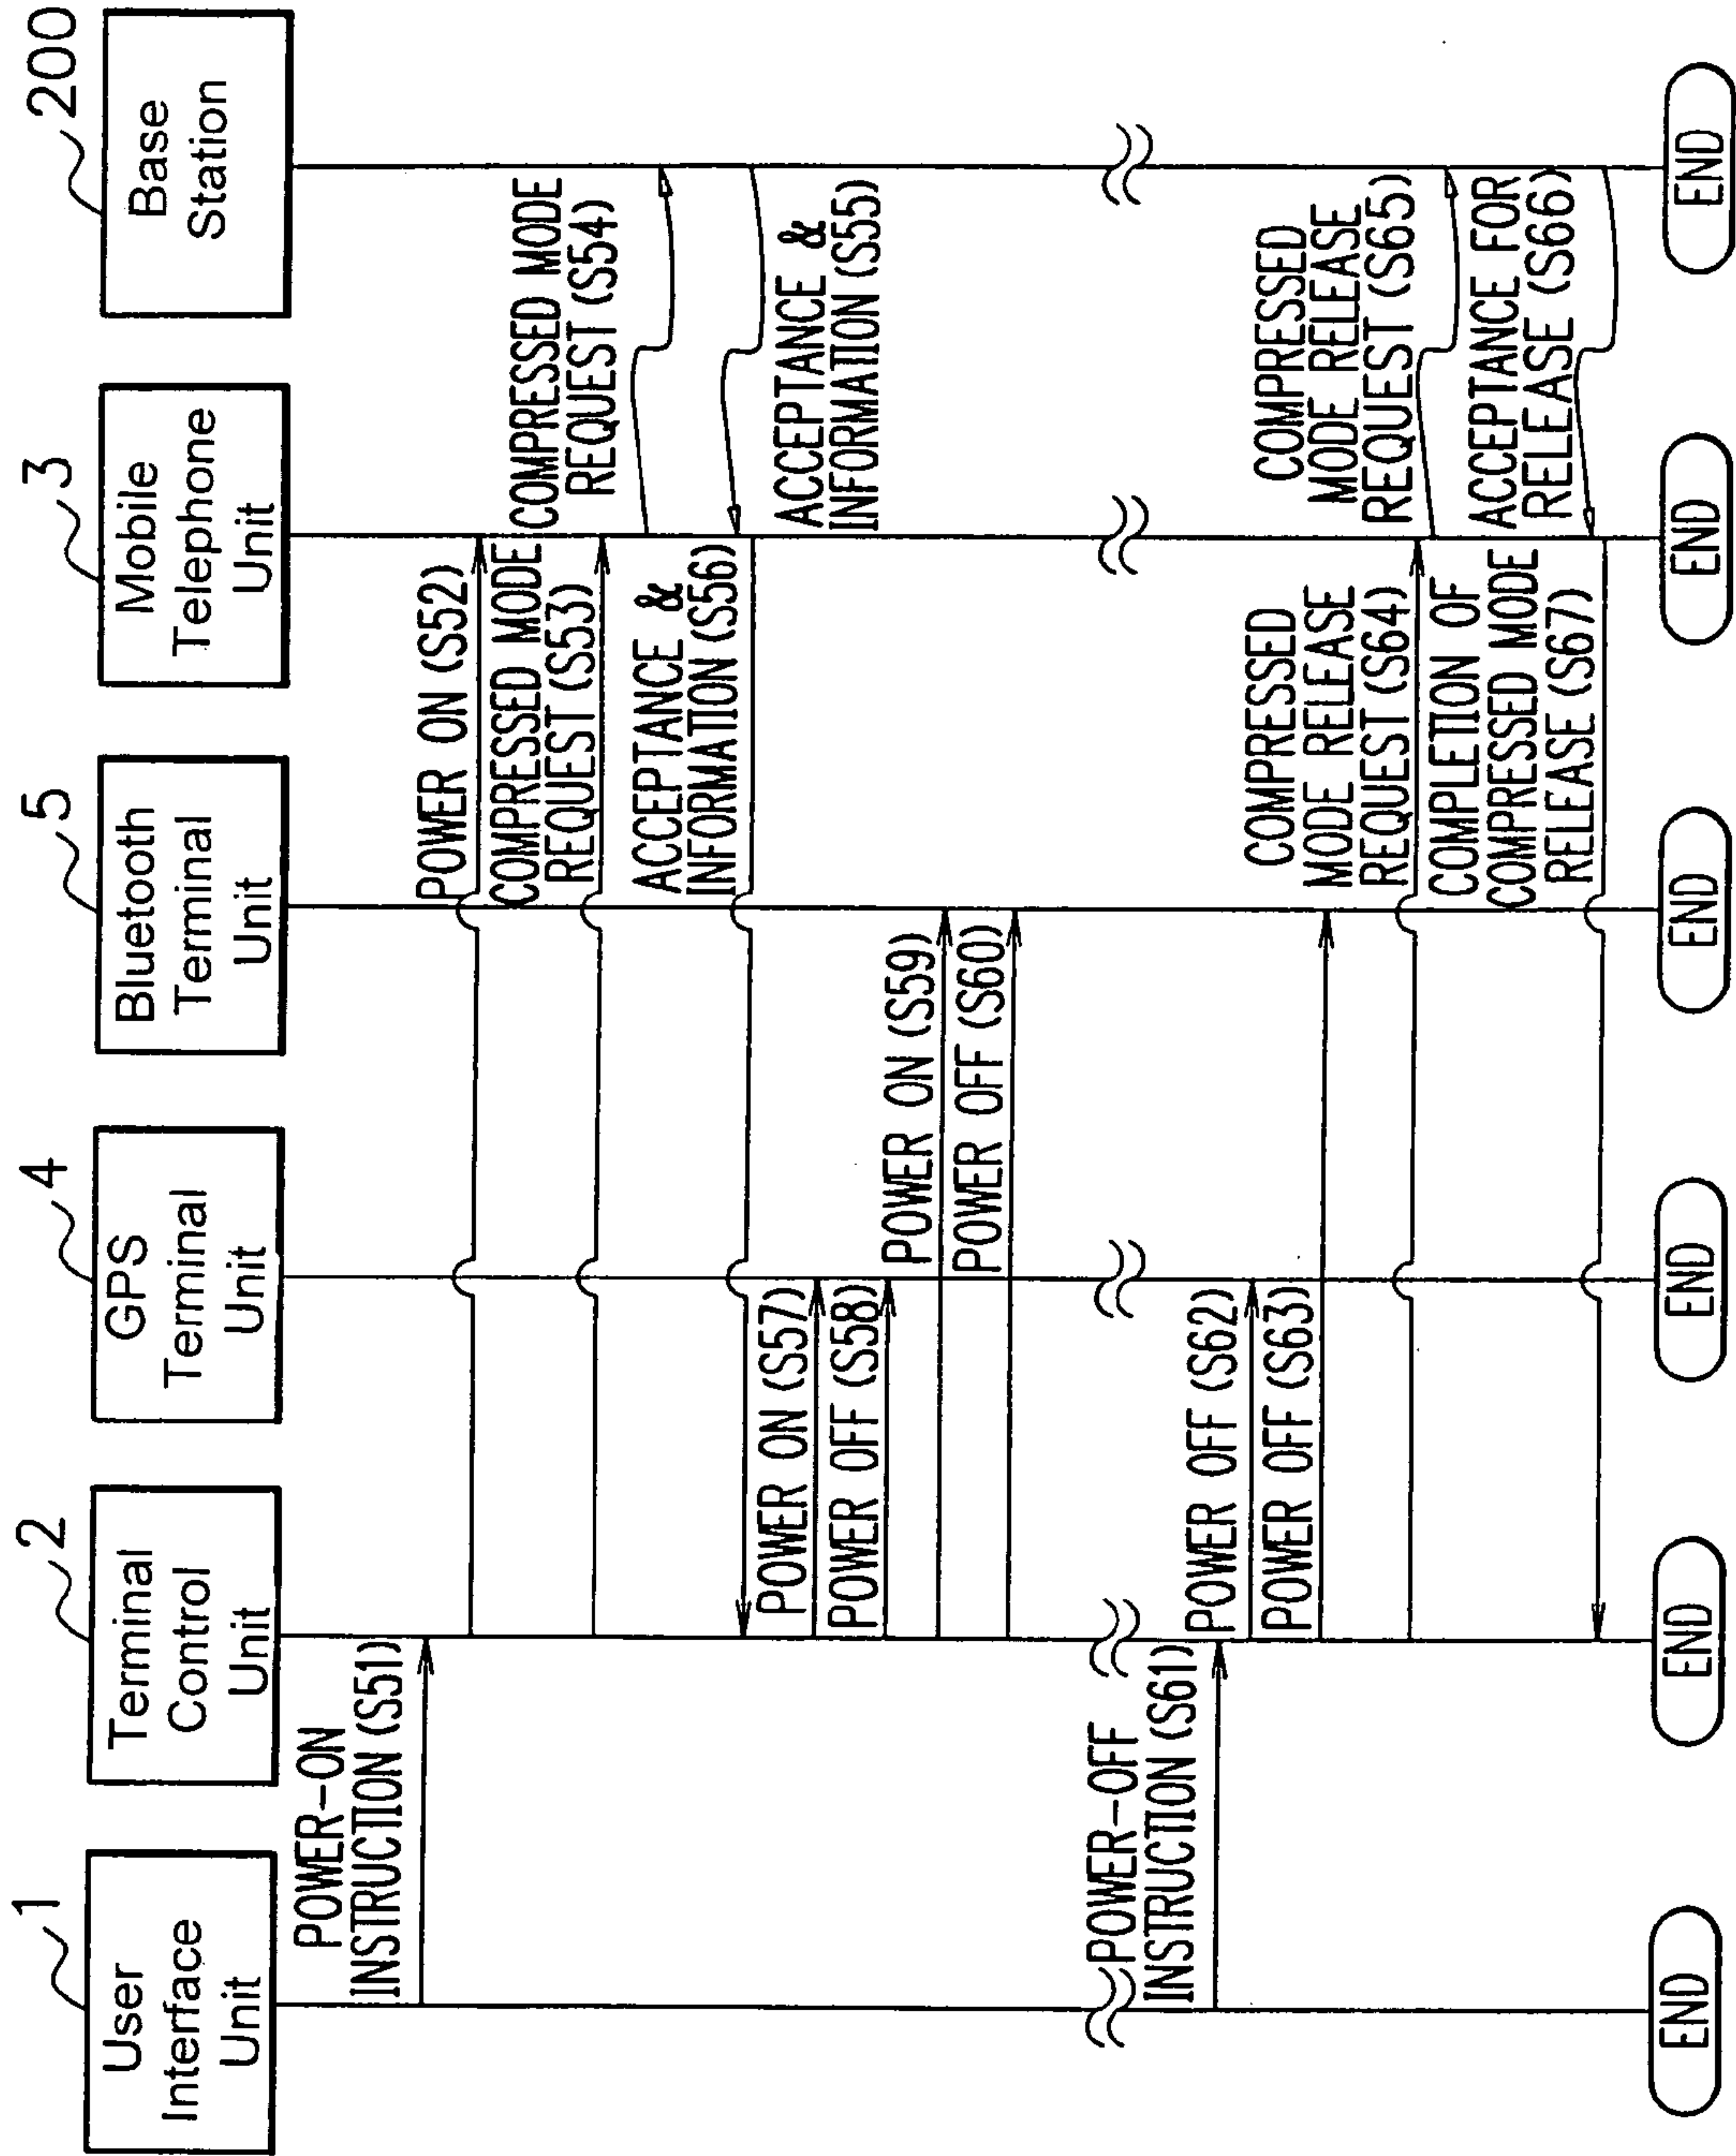 1
User
Interface
Unit
2
Terminal
Control
Unit
4
GPS
Terminal
Unit
5
Bluetooth
Terminal
Unit
3
Mobile
Telephone
Unit
200
Base
Station
POWER-ON
INSTRUCTION (S51)
POWER ON (S52)
COMPRESSED MODE
REQUEST (S53)
COMPRESSED MODE
REQUEST (S54)
ACCEPTANCE &
INFORMATION (S55)
ACCEPTANCE &
INFORMATION (S56)
POWER ON (S57)
POWER OFF (S58)
POWER ON (S59)
POWER OFF (S60)
POWER-OFF
INSTRUCTION (S61)
POWER OFF (S62)
POWER OFF (S63)
COMPRESSED
MODE RELEASE
REQUEST (S64)
COMPRESSED
MODE RELEASE
REQUEST (S65)
ACCEPTANCE FOR
RELEASE (S66)
COMPLETION OF
COMPRESSED MODE
RELEASE (S67)
END
END
END
END
END
END